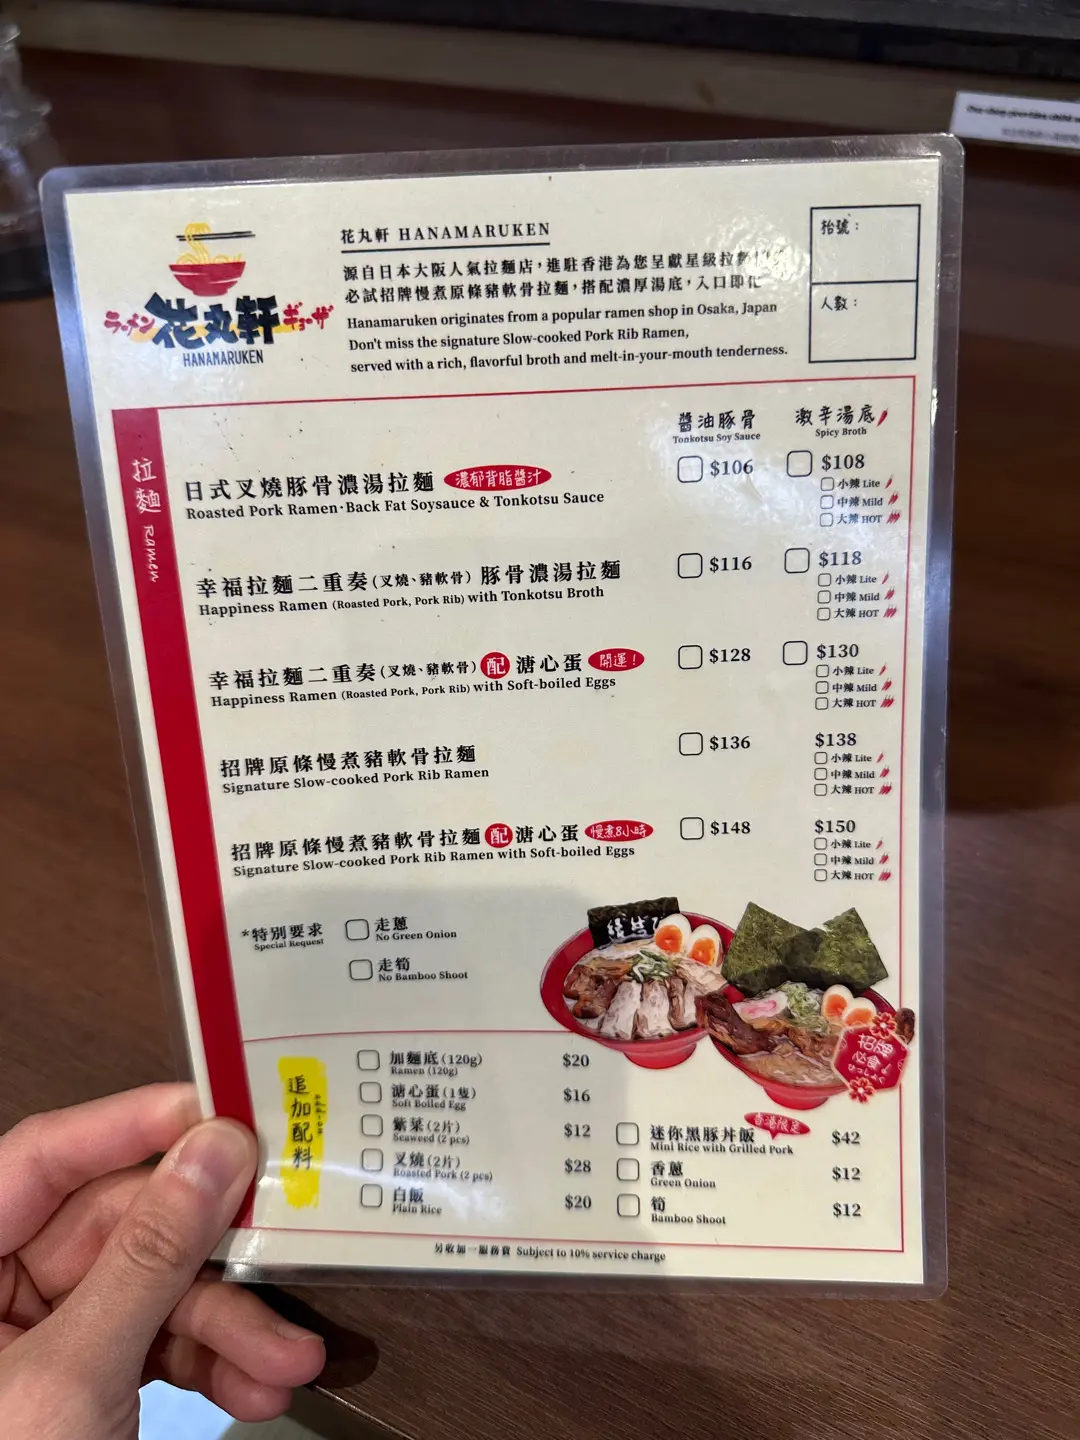 ラーメン 花丸軒 ギョーザ
HANAMARUKEN
花丸軒 HANAMARUKEN
源自日本大阪人氣拉麵店，進駐香港為您呈獻星級拉麵
必試招牌慢煮原條豬軟骨拉麵，搭配濃厚湯底，入口即化
Hanamaruken originates from a popular ramen shop in Osaka, Japan
Don't miss the signature Slow-cooked Pork Rib Ramen,
served with a rich, flavorful broth and melt-in-your-mouth tenderness.
枱號：
人數：
拉麵 Ramen
醬油豚骨 激辛湯底
Tonkotsu Soy Sauce Spicy Broth
日式叉燒豚骨濃湯拉麵 濃郁背脂醬汁 $106 $108
Roasted Pork Ramen·Back Fat Soysauce & Tonkotsu Sauce
小辣 Lite
中辣 Mild
大辣 HOT
幸福拉麵二重奏(叉燒、豬軟骨) 豚骨濃湯拉麵 $116 $118
Happiness Ramen (Roasted Pork, Pork Rib) with Tonkotsu Broth
小辣 Lite
中辣 Mild
大辣 HOT
幸福拉麵二重奏(叉燒、豬軟骨) 配 溏心蛋 開運！ $128 $130
Happiness Ramen (Roasted Pork, Pork Rib) with Soft-boiled Eggs
小辣 Lite
中辣 Mild
大辣 HOT
招牌原條慢煮豬軟骨拉麵 $136 $138
Signature Slow-cooked Pork Rib Ramen
小辣 Lite
中辣 Mild
大辣 HOT
招牌原條慢煮豬軟骨拉麵 配 溏心蛋 慢煮8小時 $148 $150
Signature Slow-cooked Pork Rib Ramen with Soft-boiled Eggs
小辣 Lite
中辣 Mild
大辣 HOT
*特別要求
Special Request
走蔥
No Green Onion
走筍
No Bamboo Shoot
招牌
必食！
ひっしょく
追加配料
加麵底 (120g) $20
Ramen (120g)
溏心蛋 (1隻) $16
Soft Boiled Egg
紫菜 (2片) $12
Seaweed (2 pcs)
叉燒 (2片) $28
Roasted Pork (2 pcs)
白飯 $20
Plain Rice
香港限定
迷你黑豚丼飯 $42
Mini Rice with Grilled Pork
香蔥 $12
Green Onion
筍 $12
Bamboo Shoot
另收加一服務費 Subject to 10% service charge